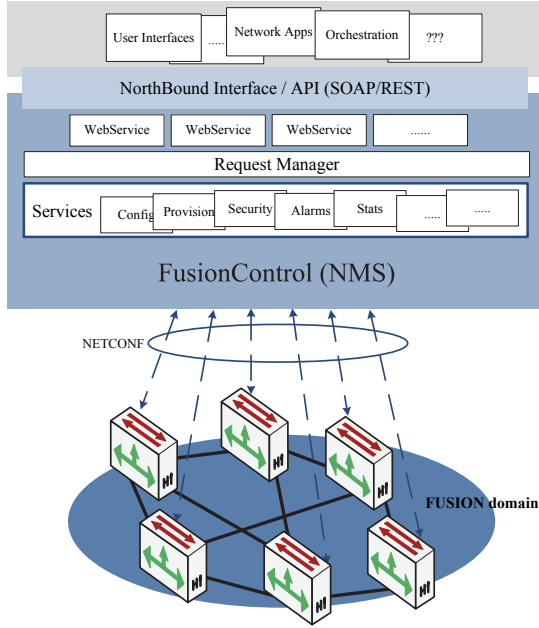 User Interfaces
.....
Network Apps
Orchestration
???
NorthBound Interface / API (SOAP/REST)
WebService
WebService
WebService
......
Request Manager
Services
Config
Provision
Security
Alarms
Stats
.....
.....
FusionControl (NMS)
NETCONF
FUSION domain